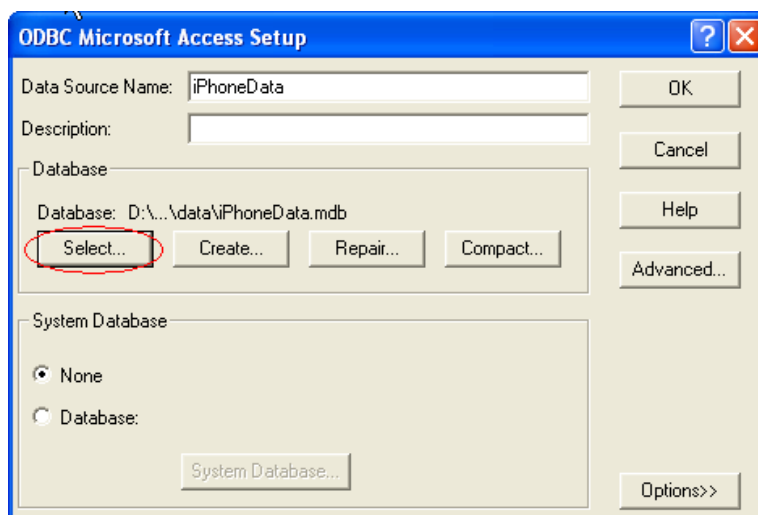 ODBC Microsoft Access Setup
Data Source Name: iPhoneData
OK
Description:
Cancel
Database
Database: D:\...\data\iPhoneData.mdb
Help
Select... Create... Repair... Compact...
Advanced...
System Database
None
Database:
System Database...
Options>>